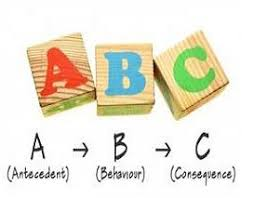 A B C
A → B → C
(Antecedent) (Behaviour) (Consequence)